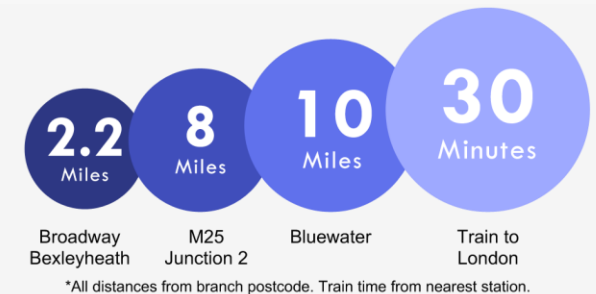 2.2
Miles
8
Miles
10
Miles
30
Minutes
Broadway
Bexleyheath
M25
Junction 2
Bluewater
Train to
London
*All distances from branch postcode. Train time from nearest station.